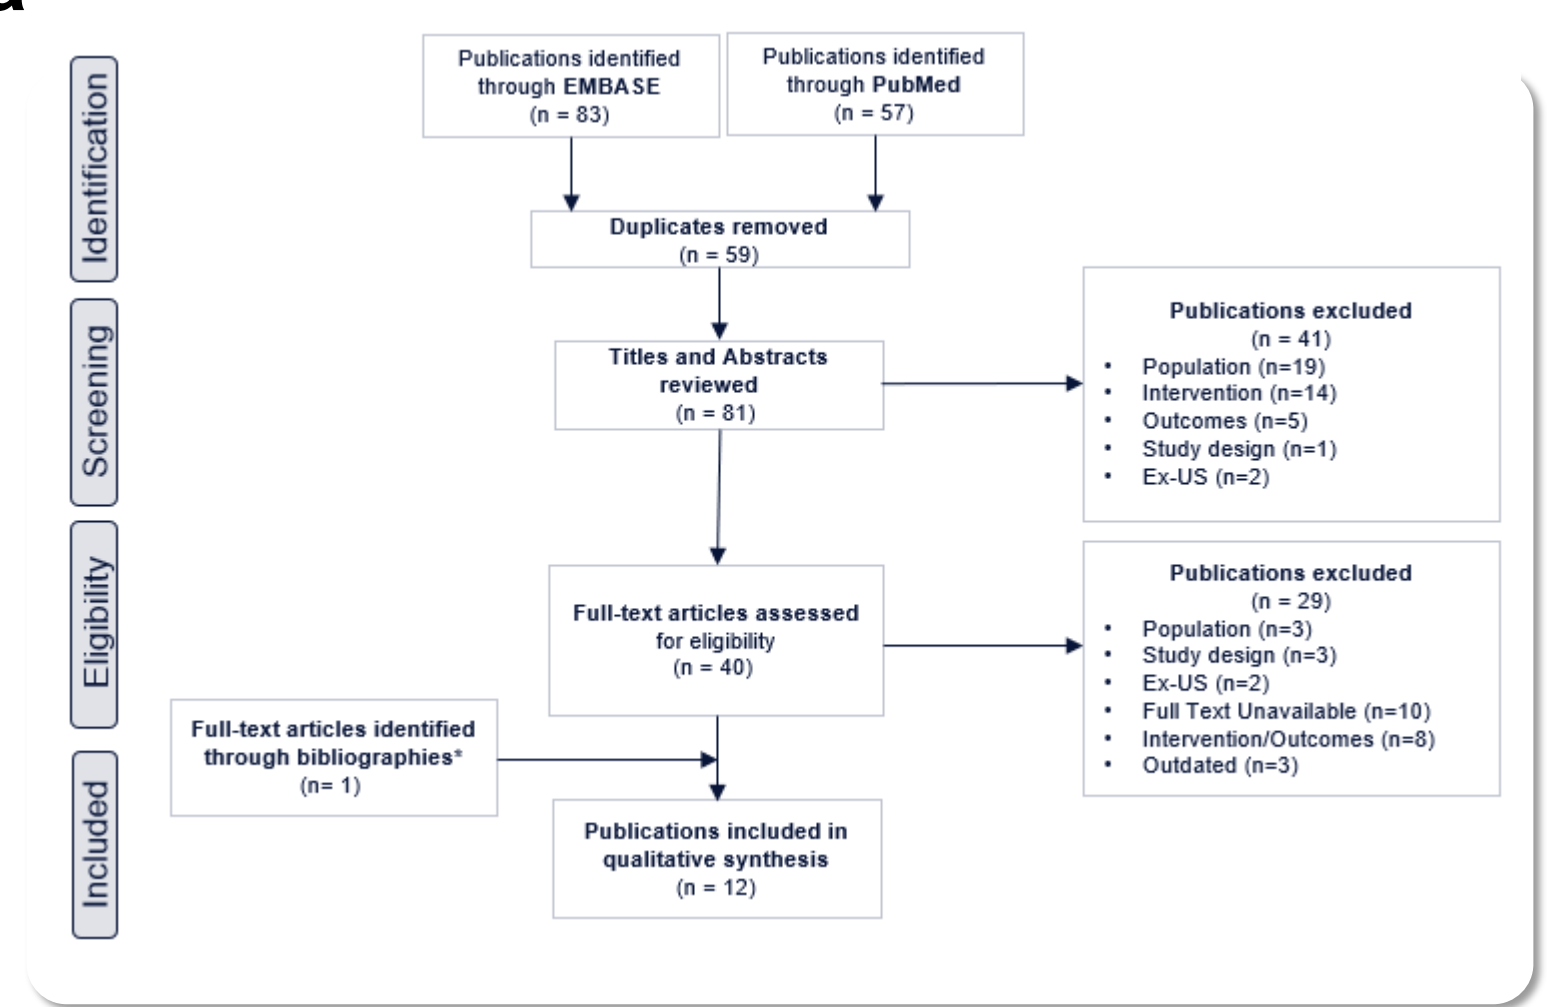 Identification
Publications identified
through EMBASE
(n = 83)
Publications identified
through PubMed
(n = 57)
Duplicates removed
(n = 59)
Screening
Titles and Abstracts
reviewed
(n = 81)
Publications excluded
(n = 41)
• Population (n=19)
• Intervention (n=14)
• Outcomes (n=5)
• Study design (n=1)
• Ex-US (n=2)
Eligibility
Full-text articles assessed
for eligibility
(n = 40)
Publications excluded
(n = 29)
• Population (n=3)
• Study design (n=3)
• Ex-US (n=2)
• Full Text Unavailable (n=10)
• Intervention/Outcomes (n=8)
• Outdated (n=3)
Full-text articles identified
through bibliographies*
(n= 1)
Included
Publications included in
qualitative synthesis
(n = 12)